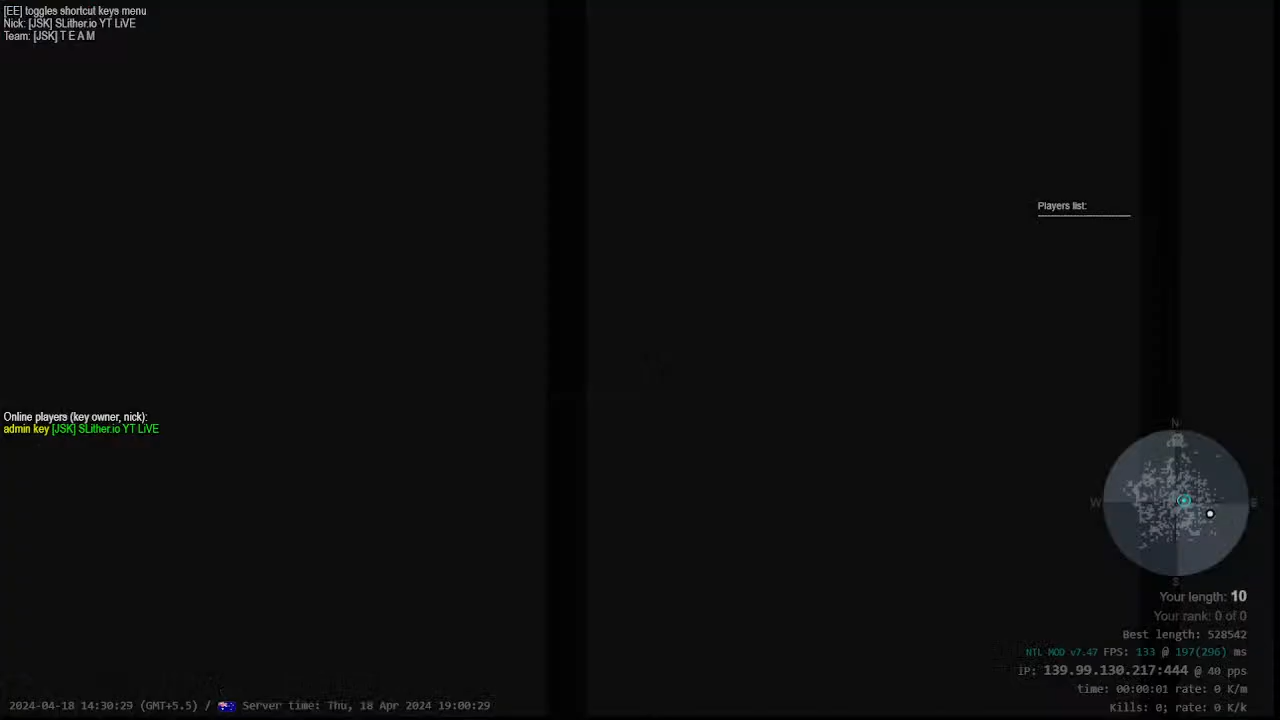 [EE] toggles shortcut keys menu
Nick: [JSK] SLither.io YT LiVE
Team: [JSK] T E A M
Players list:
Online players (key owner, nick):
admin key [JSK] SLither.io YT LiVE
N
W
E
S
Your length: 10
Your rank: 0 of 0
Best length: 528542
NTL MOD v7.47 FPS: 133 @ 197(296) ms
IP: 139.99.130.217:444 @ 40 pps
time: 00:00:01 rate: 0 K/m
Kills: 0; rate: 0 K/k
2024-04-18 14:30:29 (GMT+5.5) / Server time: Thu, 18 Apr 2024 19:00:29